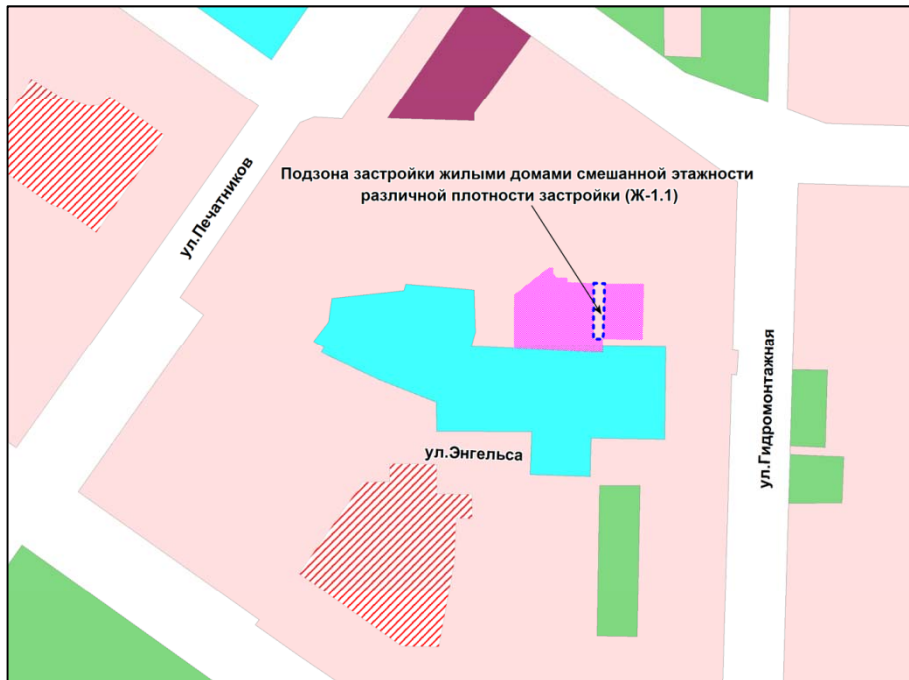 Подзона застройки жилыми домами смешанной этажности
различной плотности застройки (Ж-1.1)
ул.Печатников
ул.Энгельса
ул.Гидромонтажная